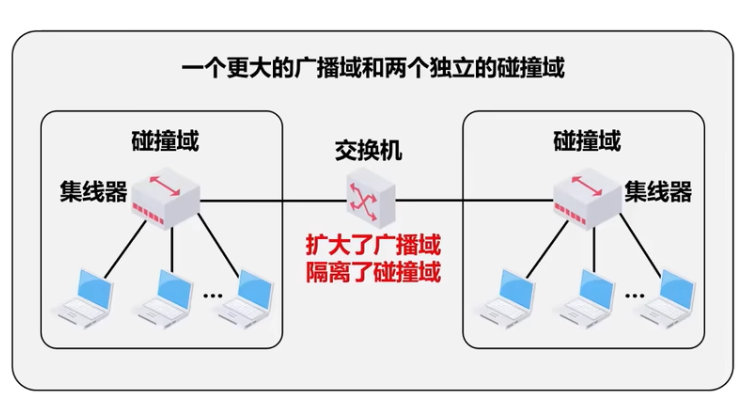 一个更大的广播域和两个独立的碰撞域
碰撞域
交换机
碰撞域
集线器
集线器
扩大了广播域
隔离了碰撞域
...
...